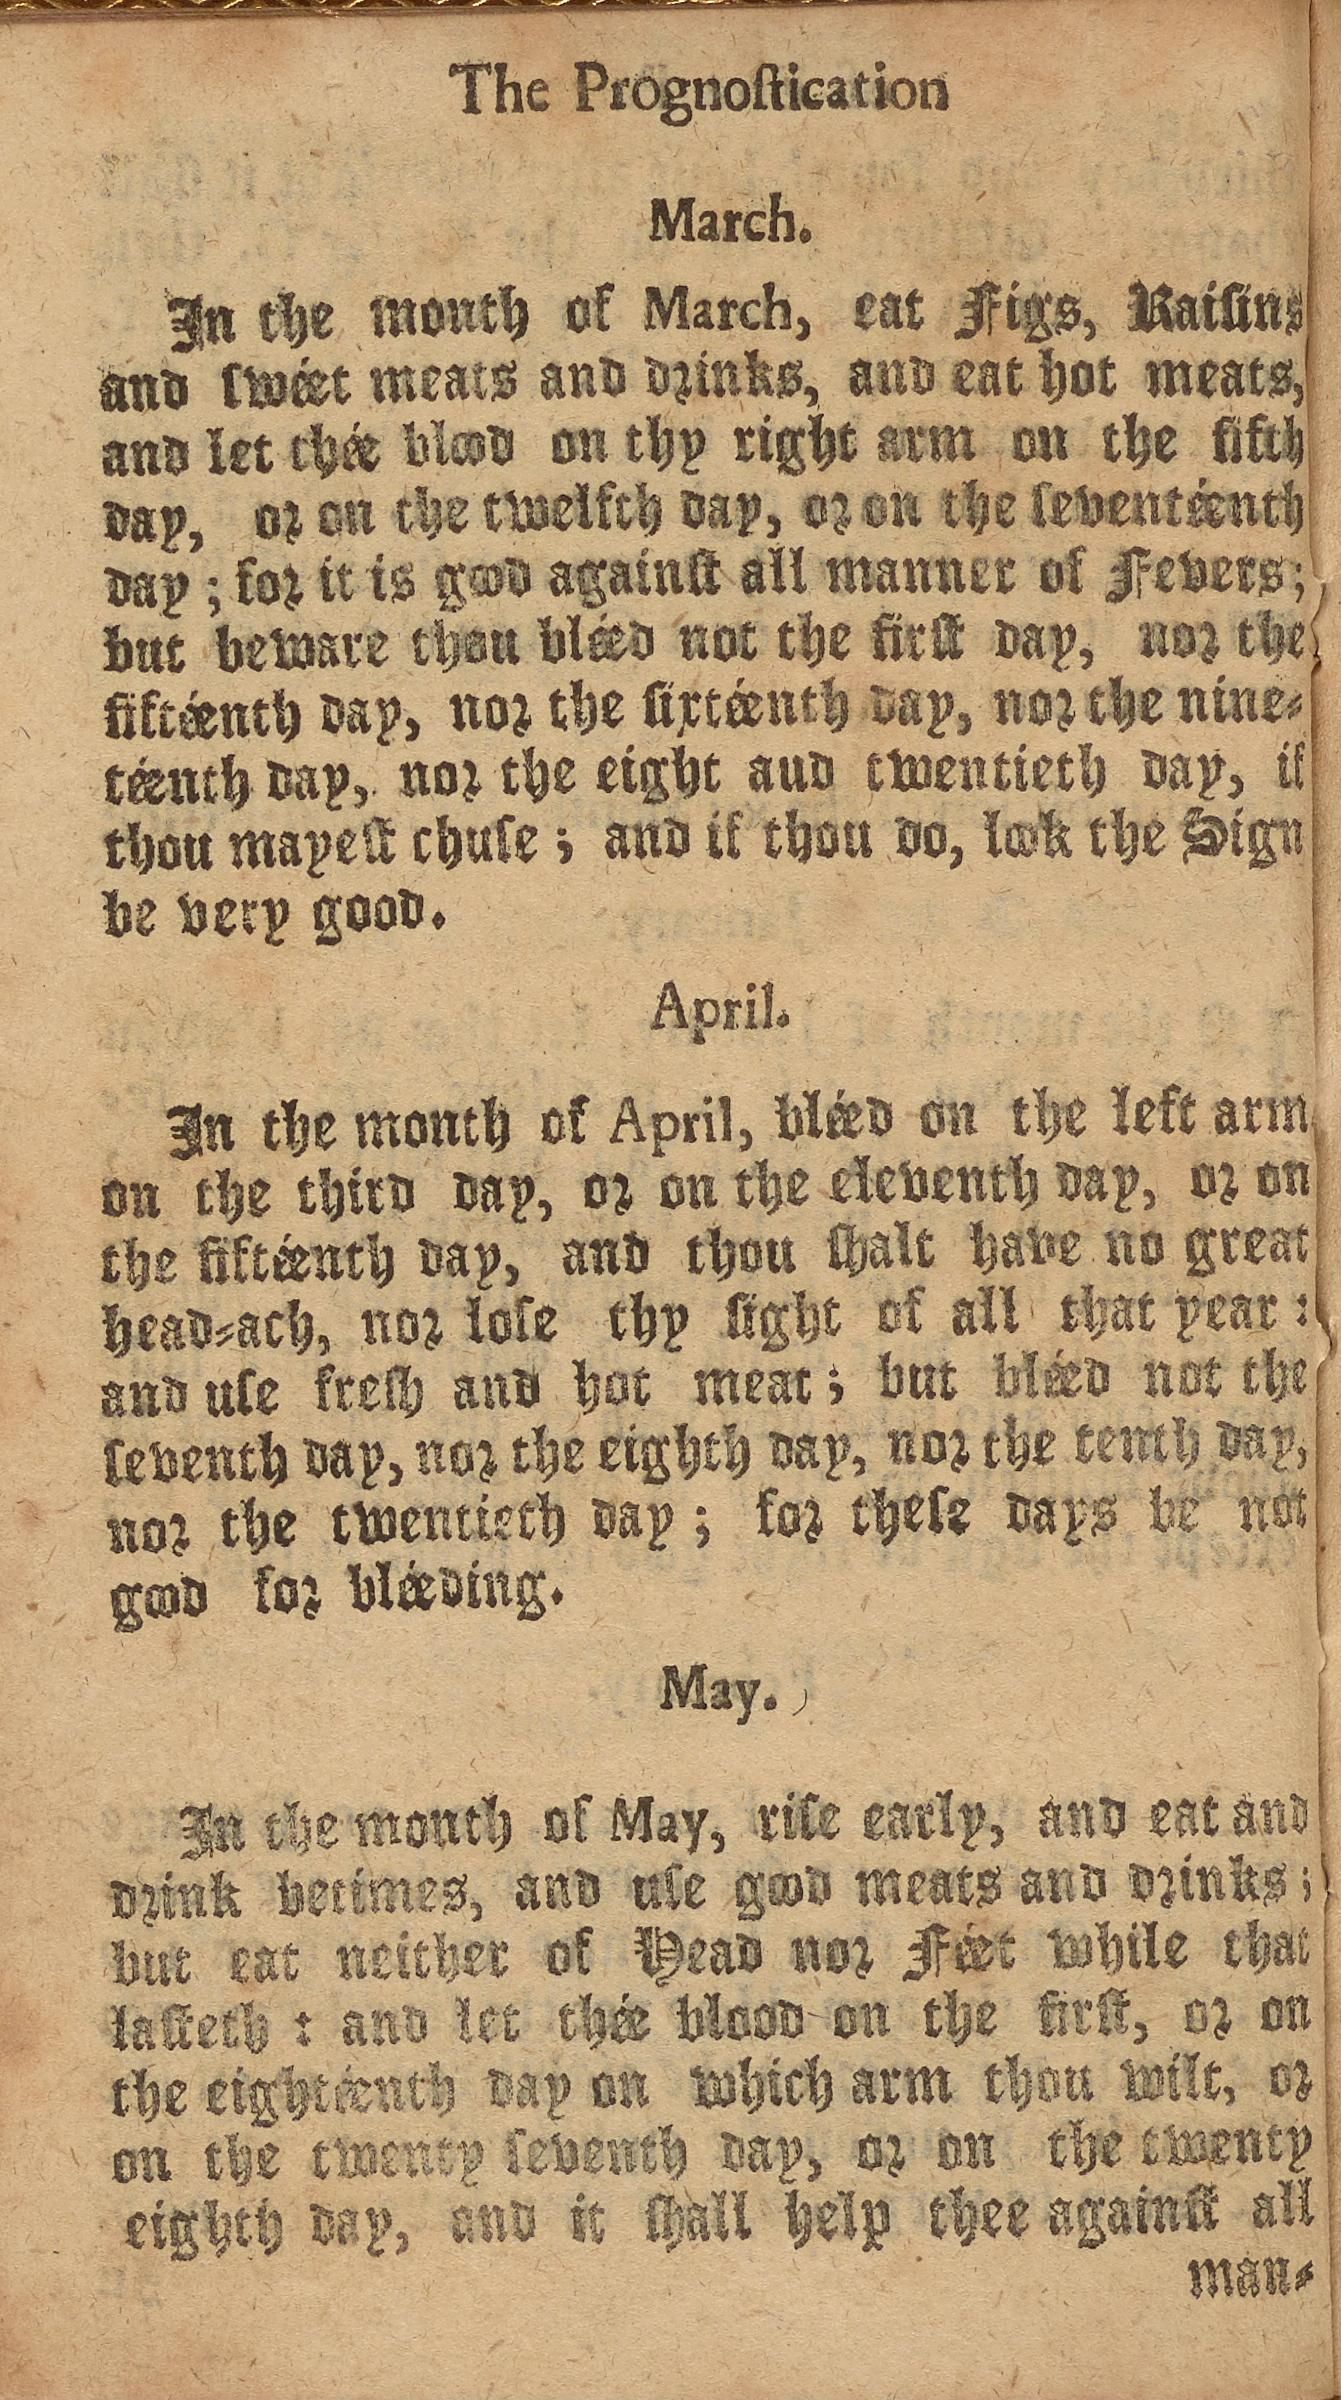 The Prognoſtication
March.
In the month of March, eat Figs, Raiſins
and ſwéet meats and drinks, and eat hot meats,
and let thée blood on thy right arm on the fifth
day, or on the twelfth day, or on the ſeventéenth
day; for it is good againſt all manner of Fevers;
but beware thou bléed not the firſt day, nor the
fiftéenth day, nor the ſixtéenth day, nor the nine-
téenth day, nor the eight aud twentieth day, if
thou mayeſt chuſe; and if thou do, look the Sign
be very good.
April.
In the month of April, bléed on the left arm
on the third day, or on the eleventh day, or on
the fiftéenth day, and thou ſhalt have no great
head-ach, nor loſe thy ſight of all that year:
and uſe freſh and hot meat; but bléed not the
ſeventh day, nor the eighth day, nor the tenth day,
nor the twentieth day; for theſe days be not
good for bléeding.
May.
In the month of May, riſe early, and eat and
drink betimes, and uſe good meats and drinks;
but eat neither of Head nor Féet while that
laſteth: and let thée blood on the firſt, or on
the eightéenth day on which arm thou wilt, or
on the twenty ſeventh day, or on the twenty
eighth day, and it ſhall help thee againſt all
man-